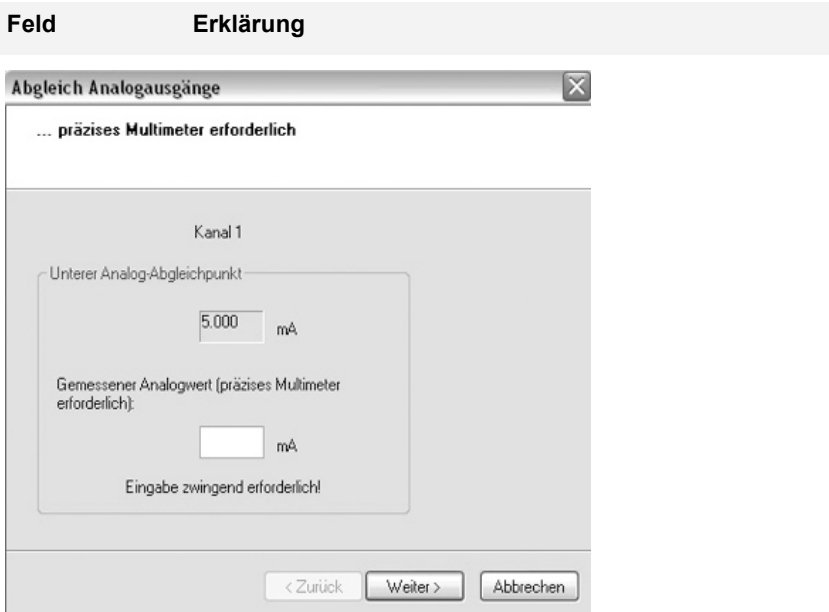 Feld Erklärung
Abgleich Analogausgänge
... präzises Multimeter erforderlich
Kanal 1
Unterer Analog-Abgleichpunkt
5.000 mA
Gemessener Analogwert (präzises Multimeter
erforderlich):
mA
Eingabe zwingend erforderlich!
< Zurück Weiter > Abbrechen